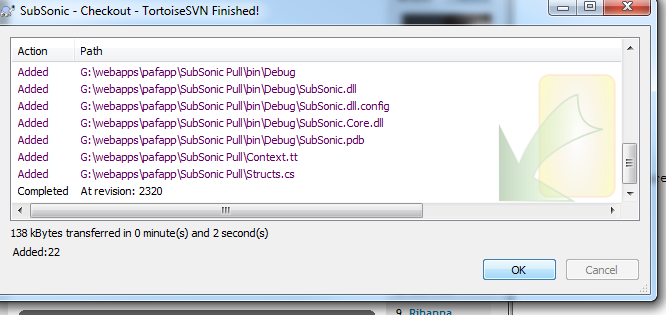 SubSonic - Checkout - TortoiseSVN Finished!
Action Path
Added G:\webapps\pafapp\SubSonic Pull\bin\Debug
Added G:\webapps\pafapp\SubSonic Pull\bin\Debug\SubSonic.dll
Added G:\webapps\pafapp\SubSonic Pull\bin\Debug\SubSonic.dll.config
Added G:\webapps\pafapp\SubSonic Pull\bin\Debug\SubSonic.Core.dll
Added G:\webapps\pafapp\SubSonic Pull\bin\Debug\SubSonic.pdb
Added G:\webapps\pafapp\SubSonic Pull\Context.tt
Added G:\webapps\pafapp\SubSonic Pull\Structs.cs
Completed At revision: 2320
138 kBytes transferred in 0 minute(s) and 2 second(s)
Added:22
OK Cancel
9. Rihanna